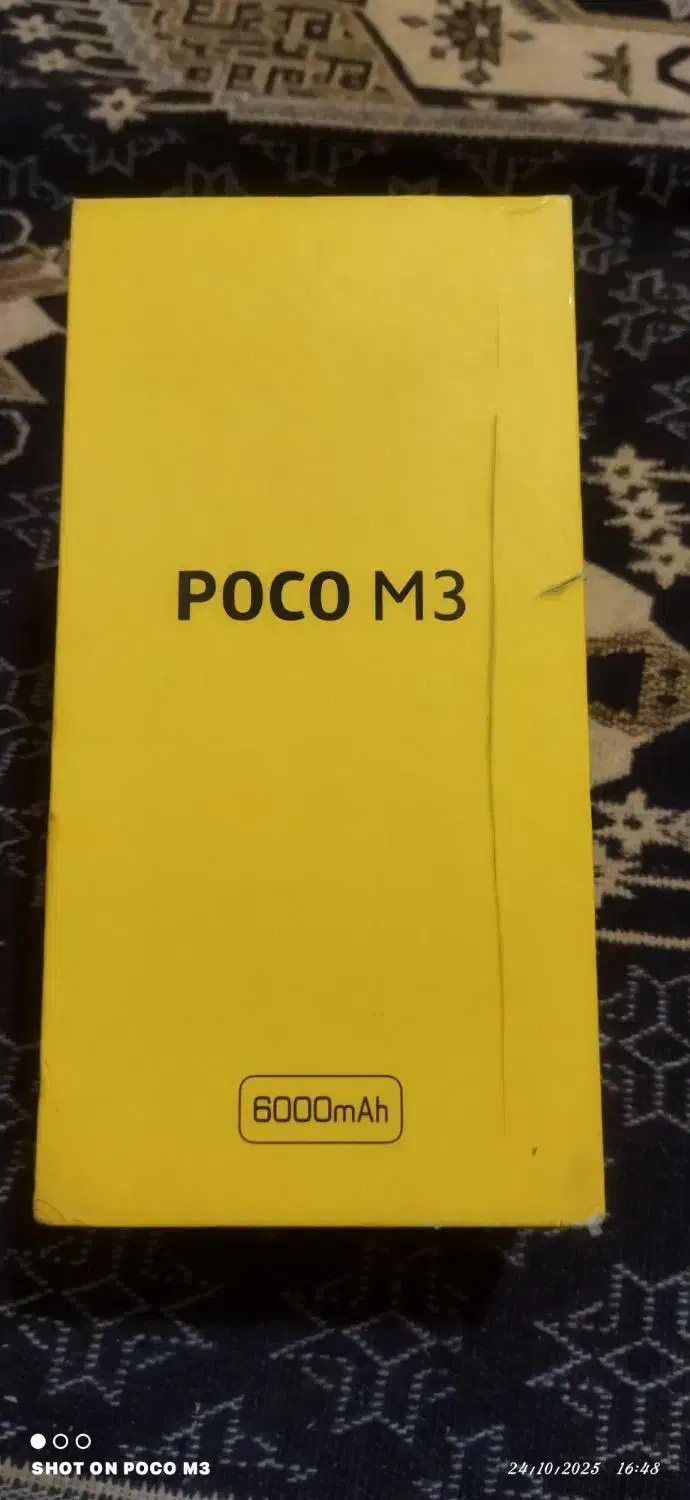 POCO M3
6000mAh
SHOT ON POCO M3
24/10/2025 16:48